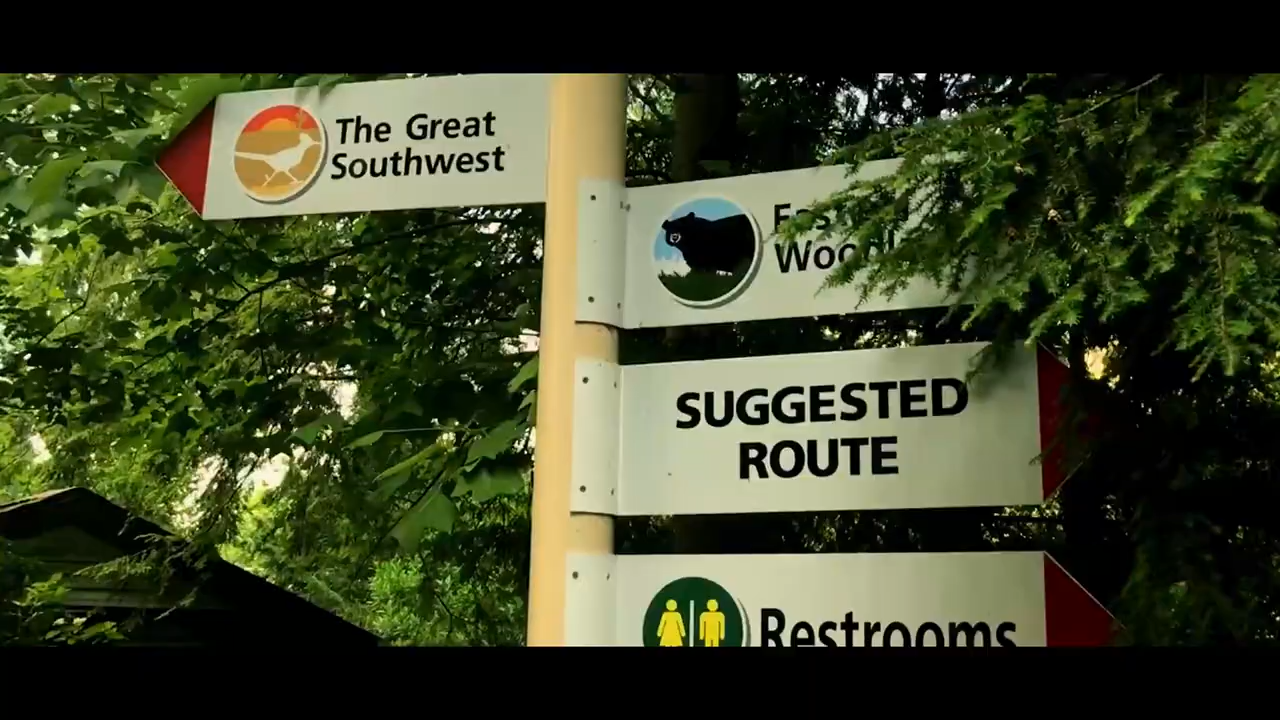 The Great
Southwest
SUGGESTED
ROUTE
Restrooms